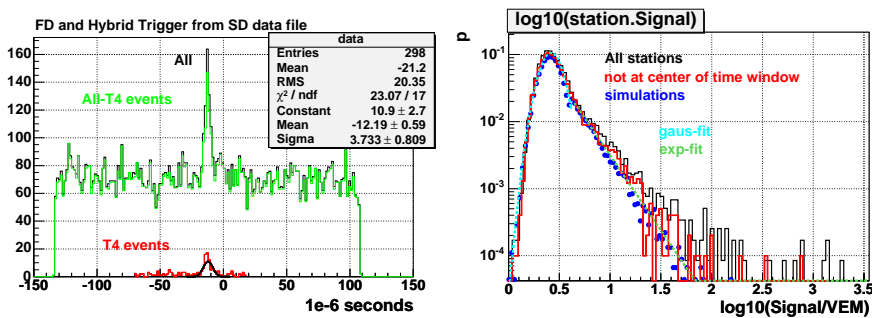 FD and Hybrid Trigger from SD data file
data
Entries 298
Mean -21.2
RMS 20.35
χ² / ndf 23.07 / 17
Constant 10.9 ± 2.7
Mean -12.19 ± 0.59
Sigma 3.733 ± 0.809
All
All-T4 events
T4 events
160
140
120
100
80
60
40
20
0
-150 -100 -50 0 50 100 150
1e-6 seconds
log10(station.Signal)
p
All stations
not at center of time window
simulations
gaus-fit
exp-fit
10⁻¹
10⁻²
10⁻³
10⁻⁴
0 0.5 1 1.5 2 2.5 3 3.5
log10(Signal/VEM)